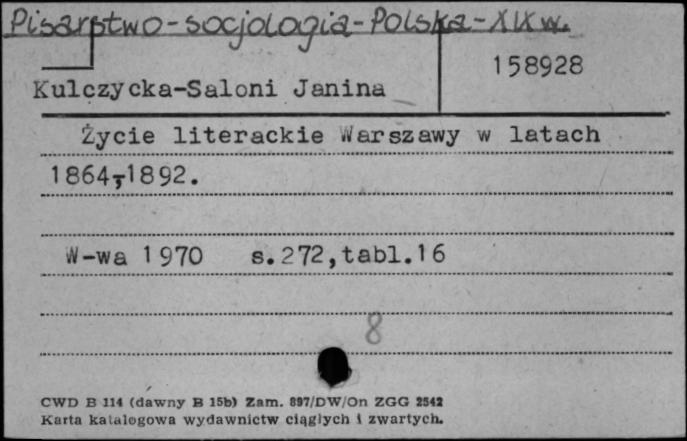 Pisarstwo-socjologia-Polska-XIX w.
158928
Kulczycka-Saloni Janina
Życie literackie Warszawy w latach
1864-1892.
W-wa 1970 s.272,tabl.16
8
CWD B 114 (dawny B 15b) Zam. 897/DW/On ZGG 2542
Karta katalogowa wydawnictw ciągłych i zwartych.